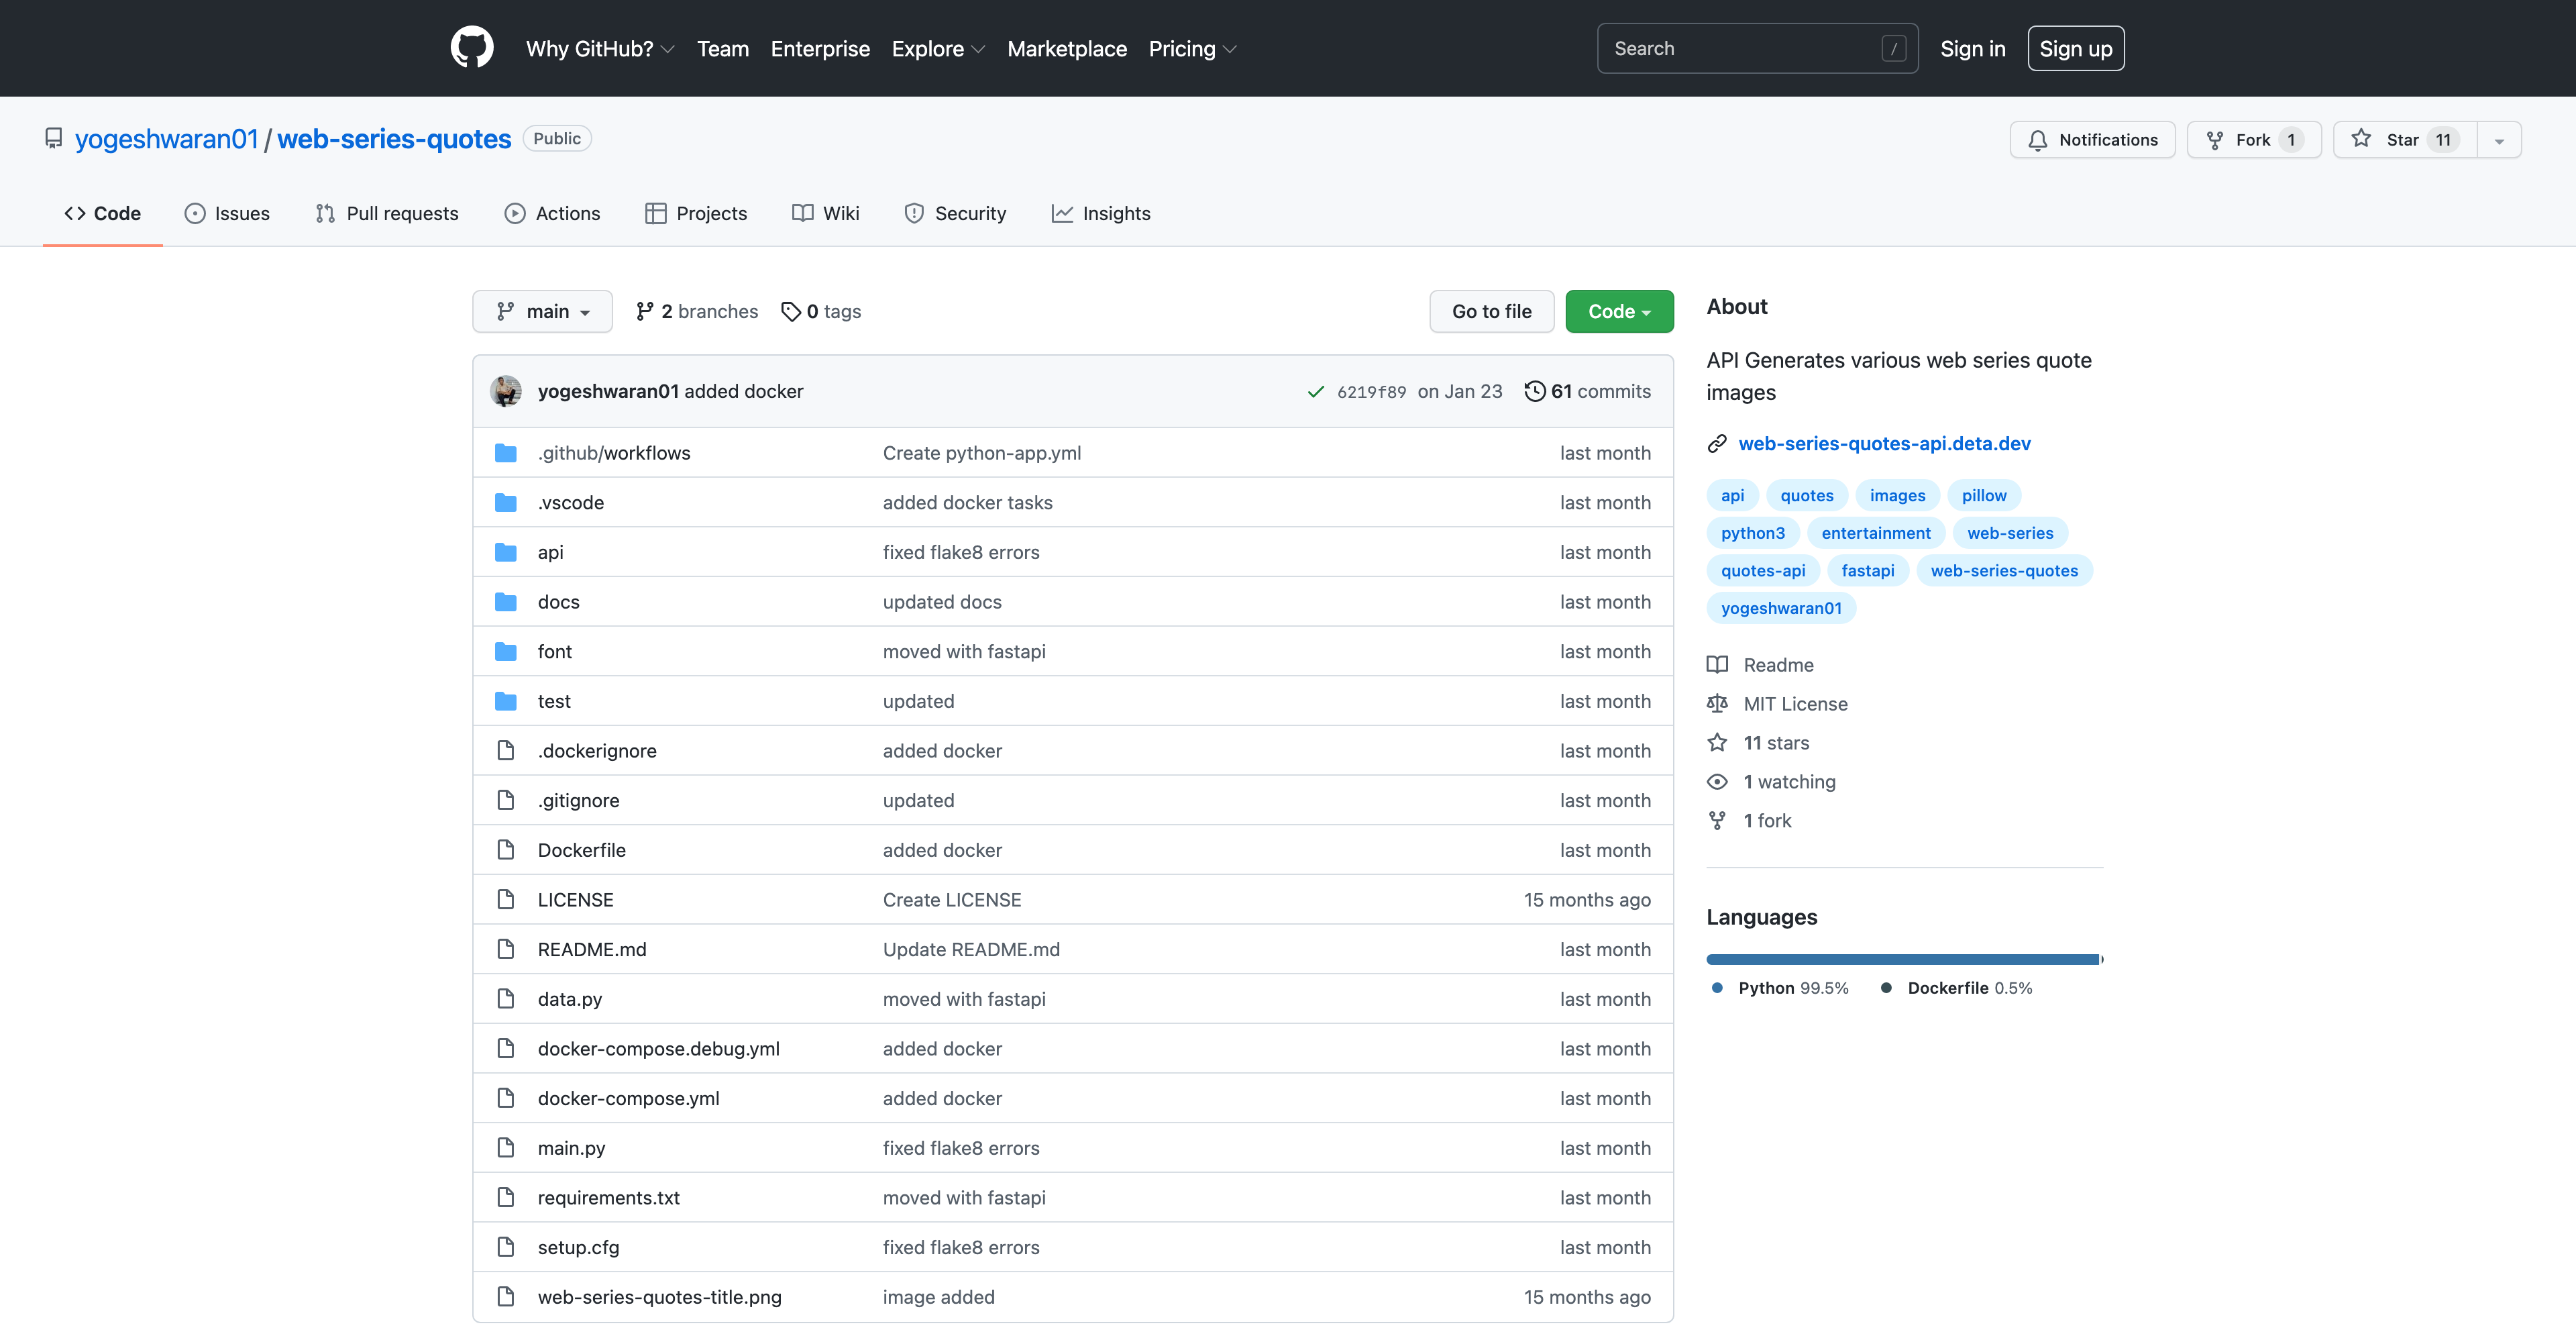 Why GitHub? Team Enterprise Explore Marketplace Pricing Search / Sign in Sign up
yogeshwaran01 / web-series-quotes Public Notifications Fork 1 Star 11
Code Issues Pull requests Actions Projects Wiki Security Insights
main 2 branches 0 tags Go to file Code
yogeshwaran01 added docker 6219f89 on Jan 23 61 commits
.github/workflows Create python-app.yml last month
.vscode added docker tasks last month
api fixed flake8 errors last month
docs updated docs last month
font moved with fastapi last month
test updated last month
.dockerignore added docker last month
.gitignore updated last month
Dockerfile added docker last month
LICENSE Create LICENSE 15 months ago
README.md Update README.md last month
data.py moved with fastapi last month
docker-compose.debug.yml added docker last month
docker-compose.yml added docker last month
main.py fixed flake8 errors last month
requirements.txt moved with fastapi last month
setup.cfg fixed flake8 errors last month
web-series-quotes-title.png image added 15 months ago
About
API Generates various web series quote
images
web-series-quotes-api.deta.dev
api quotes images pillow
python3 entertainment web-series
quotes-api fastapi web-series-quotes
yogeshwaran01
Readme
MIT License
11 stars
1 watching
1 fork
Languages
Python 99.5% Dockerfile 0.5%